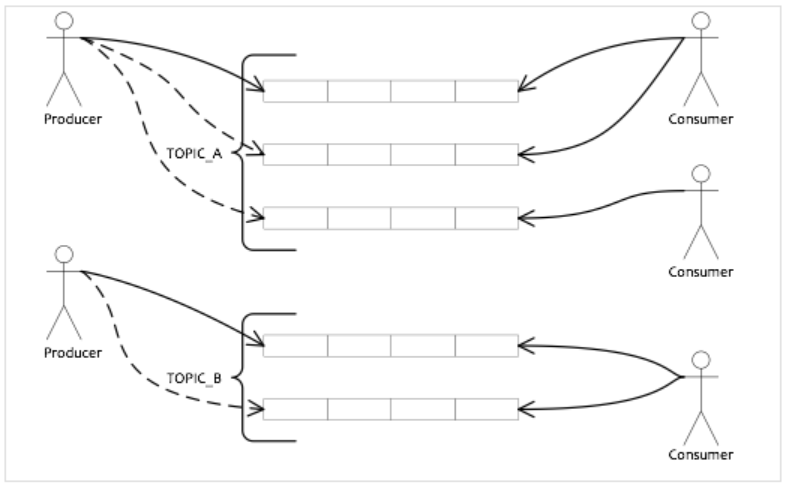 Producer
Consumer
TOPIC_A
Consumer
Producer
TOPIC_B
Consumer